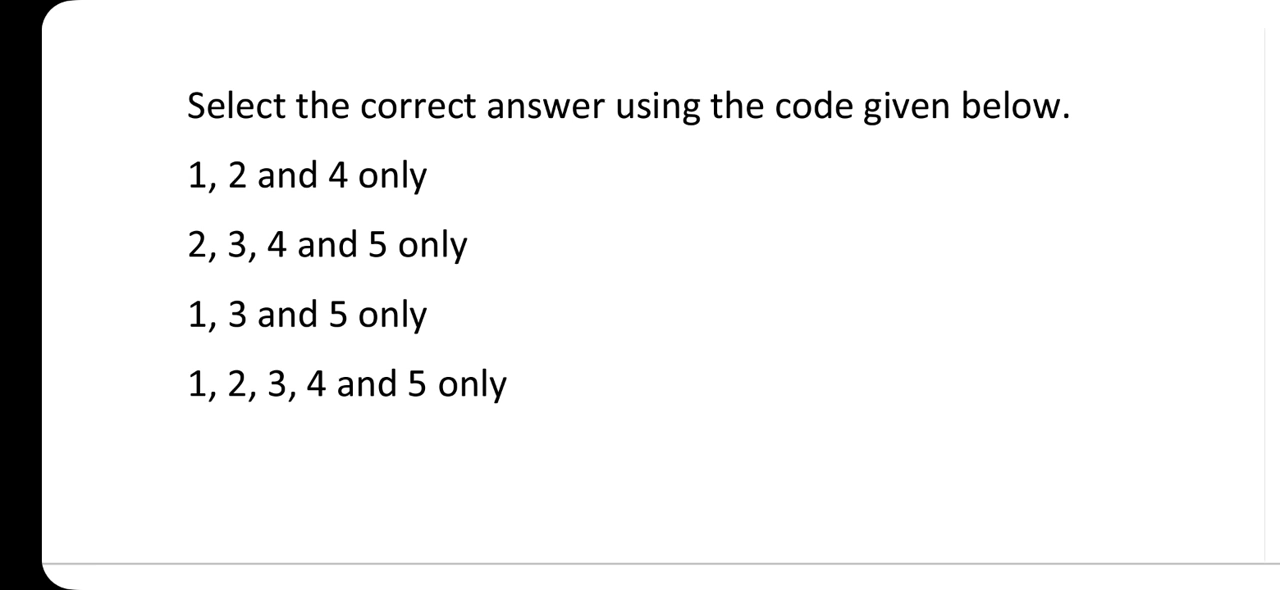 Select the correct answer using the code given below.
1, 2 and 4 only
2, 3, 4 and 5 only
1, 3 and 5 only
1, 2, 3, 4 and 5 only